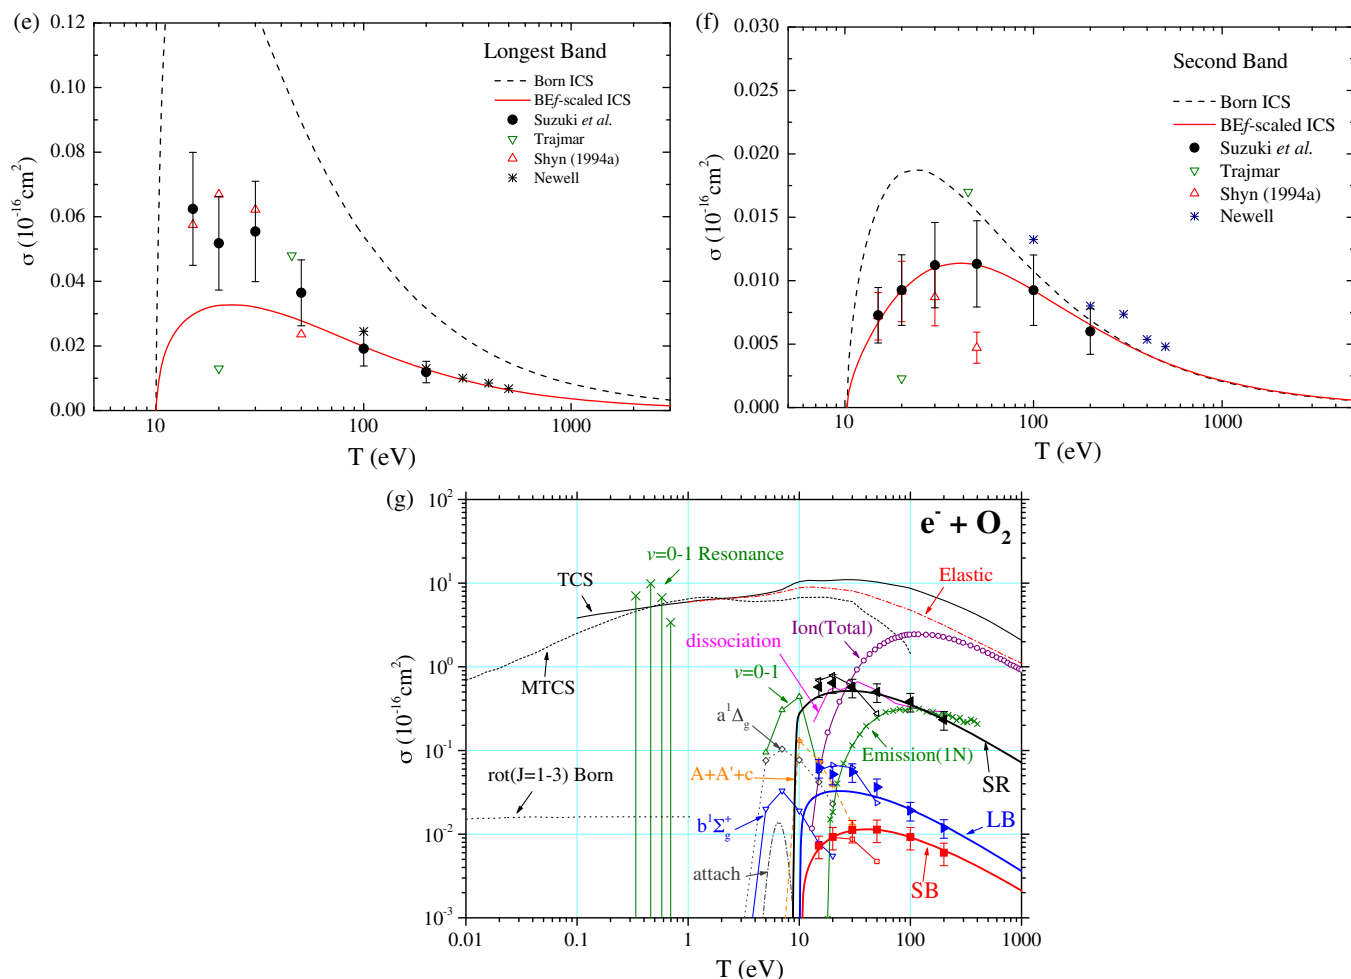 (e)
Longest Band
Born ICS
BEf-scaled ICS
Suzuki et al.
Trajmar
Shyn (1994a)
Newell
0.12
0.10
0.08
0.06
0.04
0.02
0.00
σ (10⁻¹⁶cm²)
10
100
1000
T (eV)
(f)
Second Band
Born ICS
BEf-scaled ICS
Suzuki et al.
Trajmar
Shyn (1994a)
Newell
0.030
0.025
0.020
0.015
0.010
0.005
0.000
σ (10⁻¹⁶cm²)
10
100
1000
T (eV)
(g)
e⁻ + O₂
v=0-1 Resonance
TCS
Elastic
Ion(Total)
dissociation
MTCS
v=0-1
a¹Δg
Emission(1N)
A+A'+c
SR
rot(J=1-3) Born
b¹Σg⁺
LB
attach
SB
10²
10¹
10⁰
10⁻¹
10⁻²
10⁻³
σ (10⁻¹⁶cm²)
0.01
0.1
1
10
100
1000
T (eV)